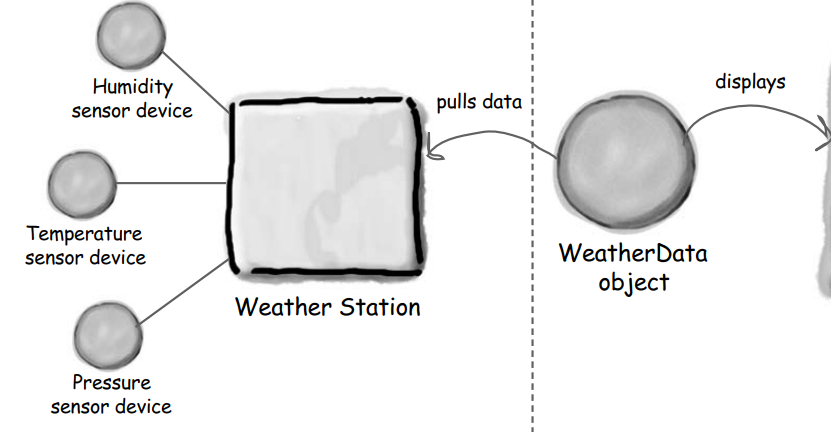 Humidity
sensor device
pulls data
displays
Temperature
sensor device
WeatherData
object
Weather Station
Pressure
sensor device